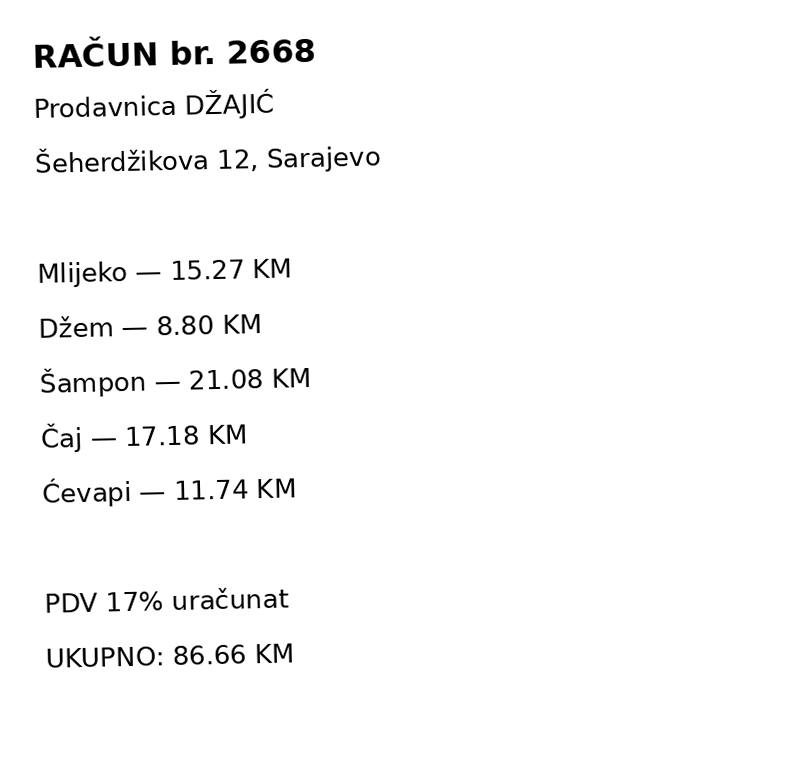 RAČUN br. 2668
Prodavnica DŽAJIĆ
Šeherdžikova 12, Sarajevo
Mlijeko — 15.27 KM
Džem — 8.80 KM
Šampon — 21.08 KM
Čaj — 17.18 KM
Ćevapi — 11.74 KM
PDV 17% uračunat
UKUPNO: 86.66 KM